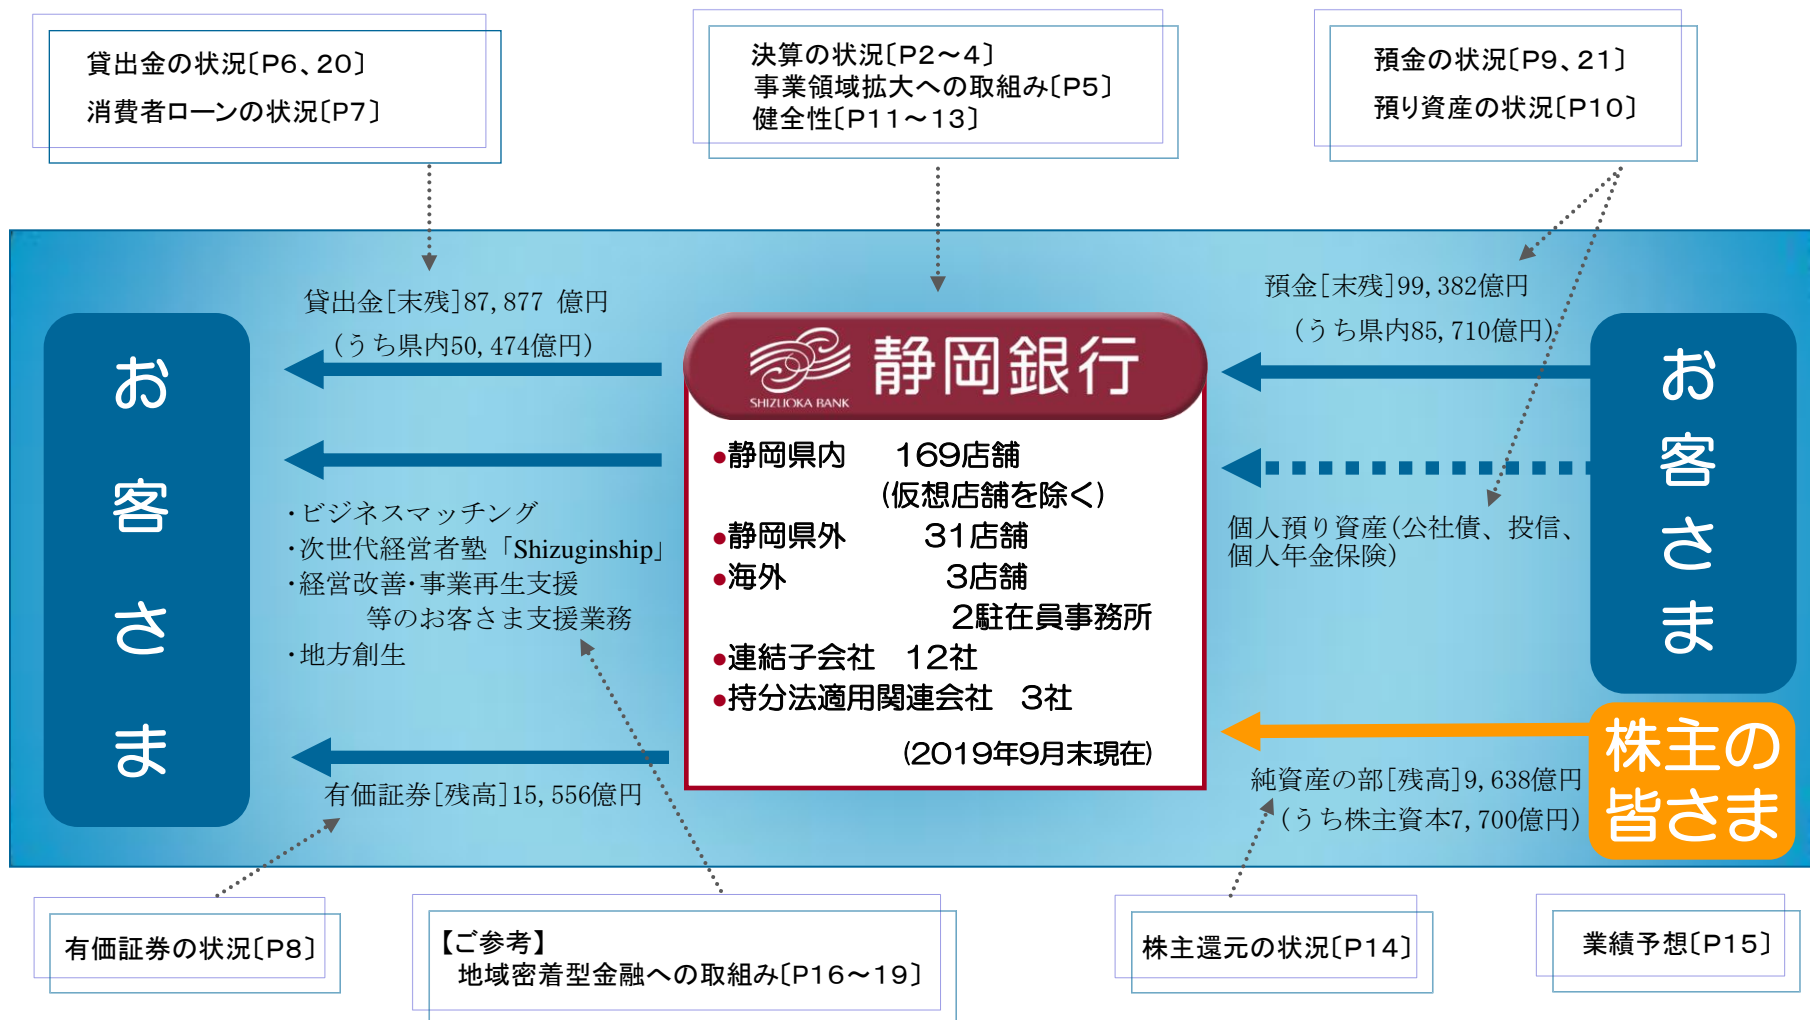 貸出金の状況〔P6、20〕
消費者ローンの状況〔P7〕
決算の状況〔P2～4〕
事業領域拡大への取組み〔P5〕
健全性〔P11～13〕
預金の状況〔P9、21〕
預り資産の状況〔P10〕
お客さま
貸出金[末残]87,877 億円
（うち県内50,474億円）
・ビジネスマッチング
・次世代経営者塾「Shizuginship」
・経営改善・事業再生支援
等のお客さま支援業務
・地方創生
有価証券[残高]15,556億円
SHIZUOKA BANK
静岡銀行
●静岡県内 169店舗
(仮想店舗を除く)
●静岡県外 31店舗
●海外 3店舗
2駐在員事務所
●連結子会社 12社
●持分法適用関連会社 3社
(2019年9月末現在)
預金[末残]99,382億円
（うち県内85,710億円）
個人預り資産(公社債、投信、
個人年金保険)
純資産の部[残高]9,638億円
（うち株主資本7,700億円）
お客さま
株主の
皆さま
有価証券の状況〔P8〕
【ご参考】
地域密着型金融への取組み〔P16～19〕
株主還元の状況〔P14〕
業績予想〔P15〕